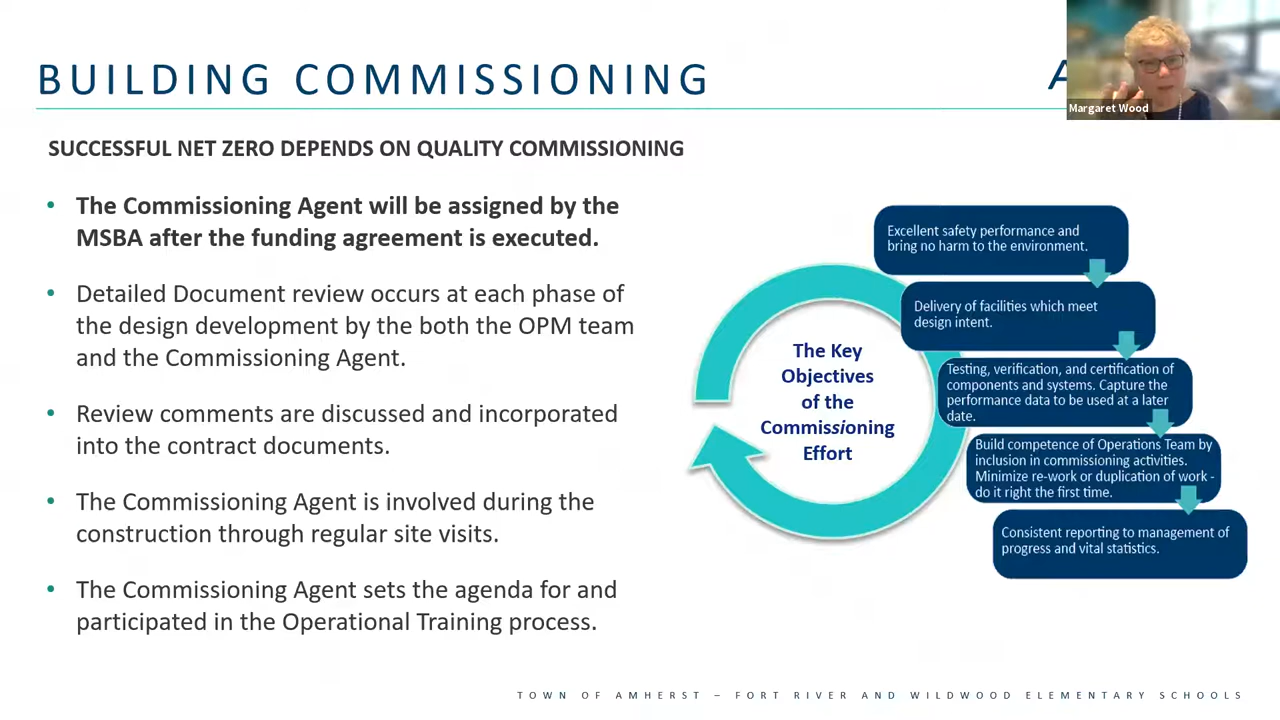 BUILDING COMMISSIONING
A
Margaret Wood
SUCCESSFUL NET ZERO DEPENDS ON QUALITY COMMISSIONING
• The Commissioning Agent will be assigned by the
MSBA after the funding agreement is executed.
• Detailed Document review occurs at each phase of
the design development by the both the OPM team
and the Commissioning Agent.
• Review comments are discussed and incorporated
into the contract documents.
• The Commissioning Agent is involved during the
construction through regular site visits.
• The Commissioning Agent sets the agenda for and
participated in the Operational Training process.
The Key
Objectives
of the
Commissioning
Effort
Excellent safety performance and
bring no harm to the environment.
Delivery of facilities which meet
design intent.
Testing, verification, and certification of
components and systems. Capture the
performance data to be used at a later
date.
Build competence of Operations Team by
inclusion in commissioning activities.
Minimize re-work or duplication of work -
do it right the first time.
Consistent reporting to management of
progress and vital statistics.
TOWN OF AMHERST – FORT RIVER AND WILDWOOD ELEMENTARY SCHOOLS